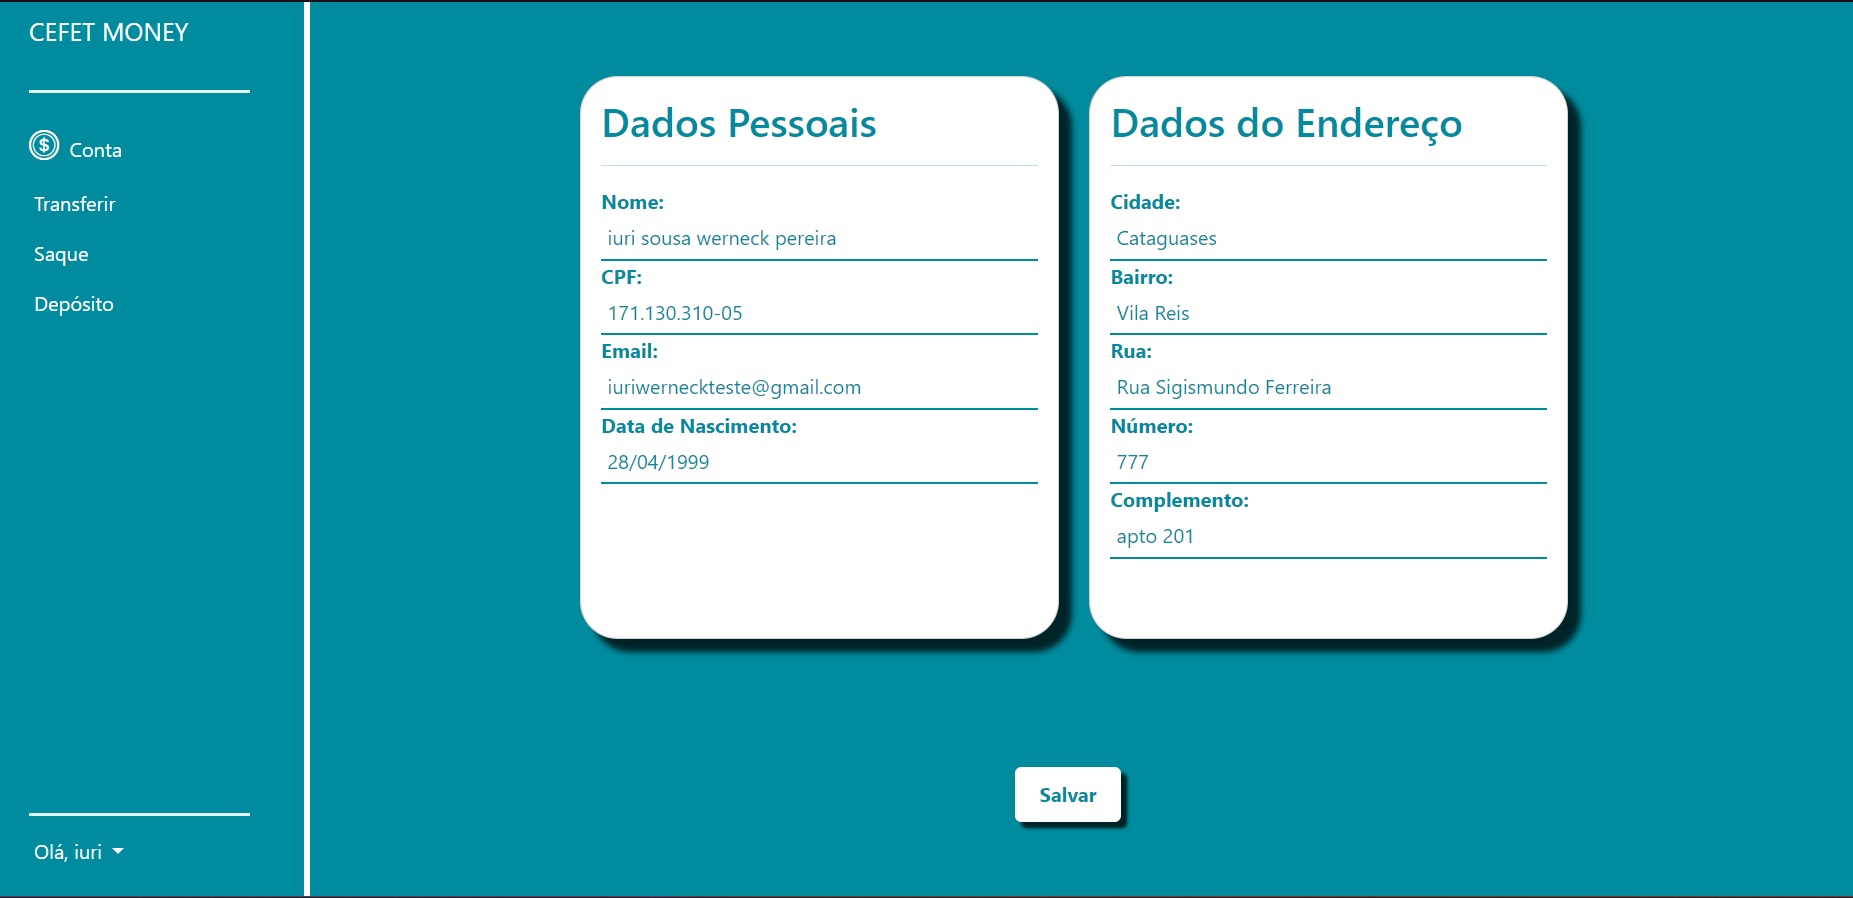 CEFET MONEY
$ Conta
Transferir
Saque
Depósito
Olá, iuri
Dados Pessoais
Nome:
iuri sousa werneck pereira
CPF:
171.130.310-05
Email:
iuriwerneckteste@gmail.com
Data de Nascimento:
28/04/1999
Dados do Endereço
Cidade:
Cataguases
Bairro:
Vila Reis
Rua:
Rua Sigismundo Ferreira
Número:
777
Complemento:
apto 201
Salvar